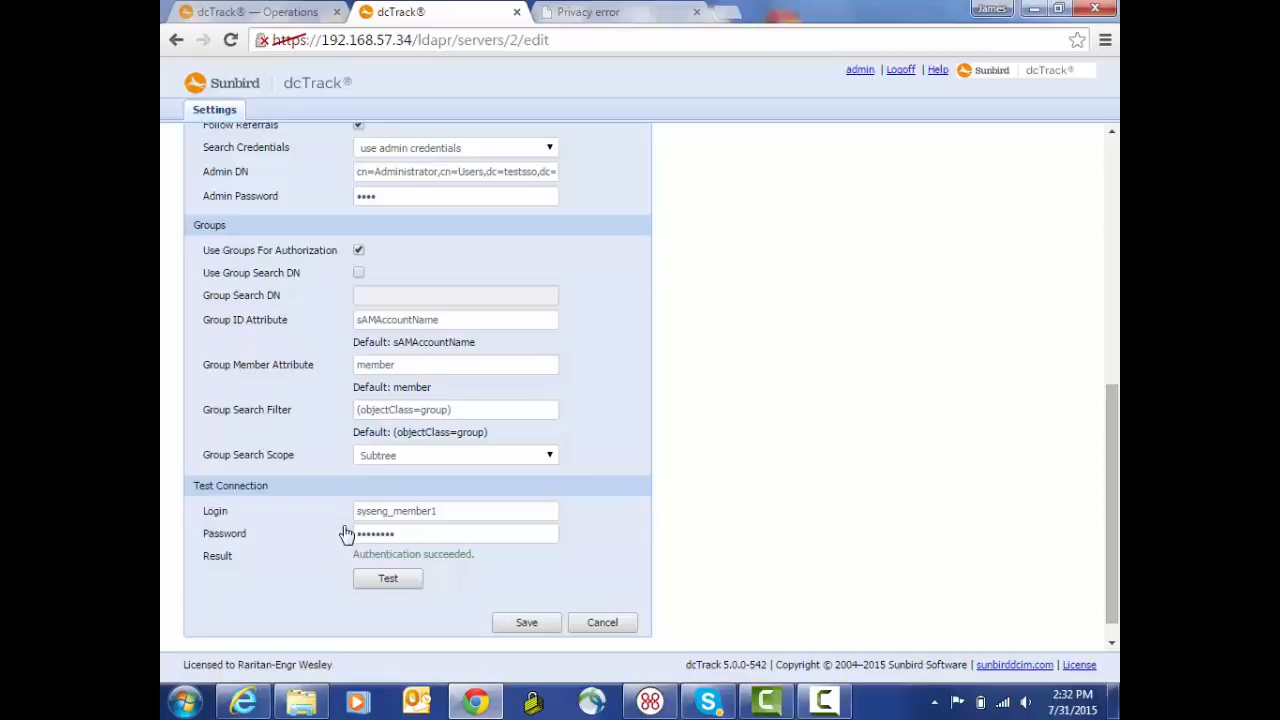 dcTrack® — Operations
dcTrack®
Privacy error
James
https://192.168.57.34/ldapr/servers/2/edit
Sunbird dcTrack®
admin | Logoff | Help Sunbird dcTrack®
Settings
Follow Referrals
Search Credentials use admin credentials
Admin DN cn=Administrator,cn=Users,dc=testsso,dc=
Admin Password ••••
Groups
Use Groups For Authorization
Use Group Search DN
Group Search DN
Group ID Attribute sAMAccountName
Default: sAMAccountName
Group Member Attribute member
Default: member
Group Search Filter (objectClass=group)
Default: (objectClass=group)
Group Search Scope Subtree
Test Connection
Login syseng_member1
Password ••••••••
Result Authentication succeeded.
Test
Save Cancel
Licensed to Raritan-Engr Wesley
dcTrack 5.0.0-542 | Copyright © 2004–2015 Sunbird Software | sunbirddcim.com | License
2:32 PM
7/31/2015